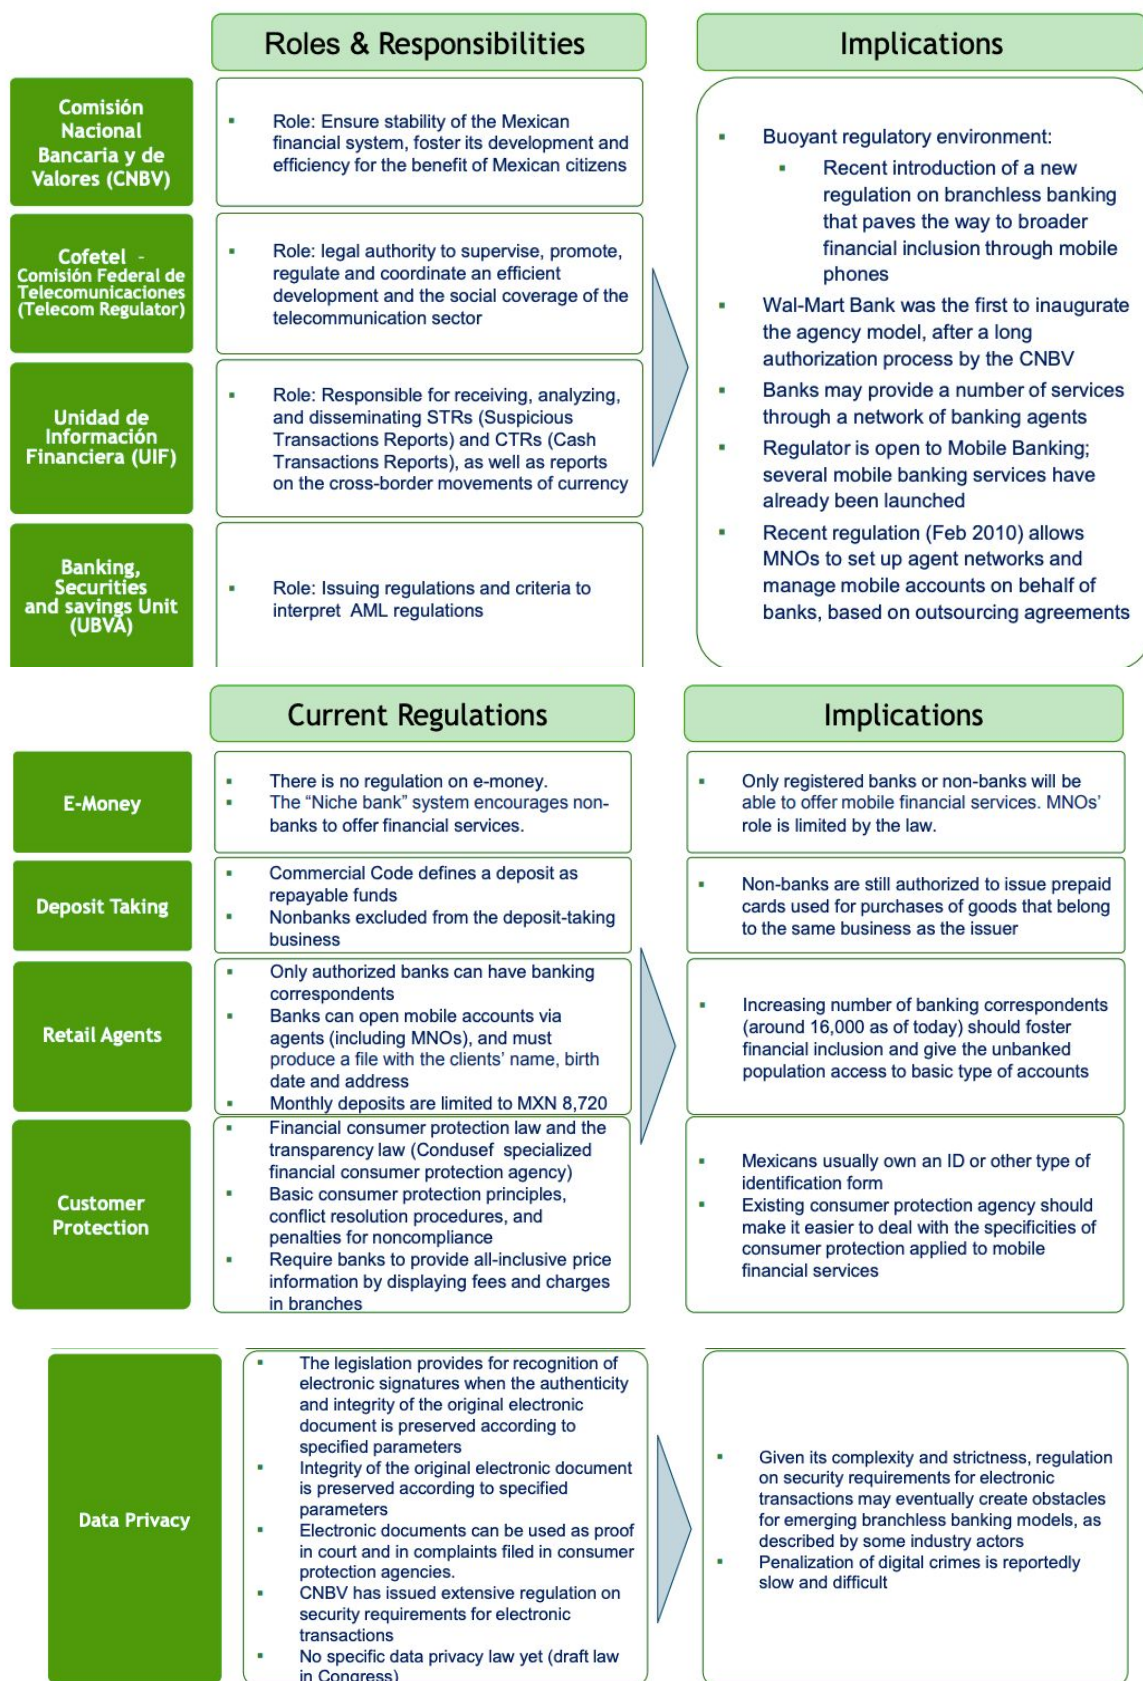 Roles & Responsibilities
Implications
Comisión
Nacional
Bancaria y de
Valores (CNBV)
▪ Role: Ensure stability of the Mexican
financial system, foster its development and
efficiency for the benefit of Mexican citizens
Cofetel -
Comisión Federal de
Telecomunicaciones
(Telecom Regulator)
▪ Role: legal authority to supervise, promote,
regulate and coordinate an efficient
development and the social coverage of the
telecommunication sector
Unidad de
Información
Financiera (UIF)
▪ Role: Responsible for receiving, analyzing,
and disseminating STRs (Suspicious
Transactions Reports) and CTRs (Cash
Transactions Reports), as well as reports
on the cross-border movements of currency
Banking,
Securities
and savings Unit
(UBVA)
▪ Role: Issuing regulations and criteria to
interpret AML regulations
▪ Buoyant regulatory environment:
▪ Recent introduction of a new
regulation on branchless banking
that paves the way to broader
financial inclusion through mobile
phones
▪ Wal-Mart Bank was the first to inaugurate
the agency model, after a long
authorization process by the CNBV
▪ Banks may provide a number of services
through a network of banking agents
▪ Regulator is open to Mobile Banking;
several mobile banking services have
already been launched
▪ Recent regulation (Feb 2010) allows
MNOs to set up agent networks and
manage mobile accounts on behalf of
banks, based on outsourcing agreements
Current Regulations
Implications
E-Money
▪ There is no regulation on e-money.
▪ The “Niche bank” system encourages non-
banks to offer financial services.
▪ Only registered banks or non-banks will be
able to offer mobile financial services. MNOs’
role is limited by the law.
Deposit Taking
▪ Commercial Code defines a deposit as
repayable funds
▪ Nonbanks excluded from the deposit-taking
business
▪ Non-banks are still authorized to issue prepaid
cards used for purchases of goods that belong
to the same business as the issuer
Retail Agents
▪ Only authorized banks can have banking
correspondents
▪ Banks can open mobile accounts via
agents (including MNOs), and must
produce a file with the clients’ name, birth
date and address
▪ Monthly deposits are limited to MXN 8,720
▪ Increasing number of banking correspondents
(around 16,000 as of today) should foster
financial inclusion and give the unbanked
population access to basic type of accounts
Customer
Protection
▪ Financial consumer protection law and the
transparency law (Condusef specialized
financial consumer protection agency)
▪ Basic consumer protection principles,
conflict resolution procedures, and
penalties for noncompliance
▪ Require banks to provide all-inclusive price
information by displaying fees and charges
in branches
▪ Mexicans usually own an ID or other type of
identification form
▪ Existing consumer protection agency should
make it easier to deal with the specificities of
consumer protection applied to mobile
financial services
Data Privacy
▪ The legislation provides for recognition of
electronic signatures when the authenticity
and integrity of the original electronic
document is preserved according to
specified parameters
▪ Integrity of the original electronic document
is preserved according to specified
parameters
▪ Electronic documents can be used as proof
in court and in complaints filed in consumer
protection agencies.
▪ CNBV has issued extensive regulation on
security requirements for electronic
transactions
▪ No specific data privacy law yet (draft law
in Congress)
▪ Given its complexity and strictness, regulation
on security requirements for electronic
transactions may eventually create obstacles
for emerging branchless banking models, as
described by some industry actors
▪ Penalization of digital crimes is reportedly
slow and difficult